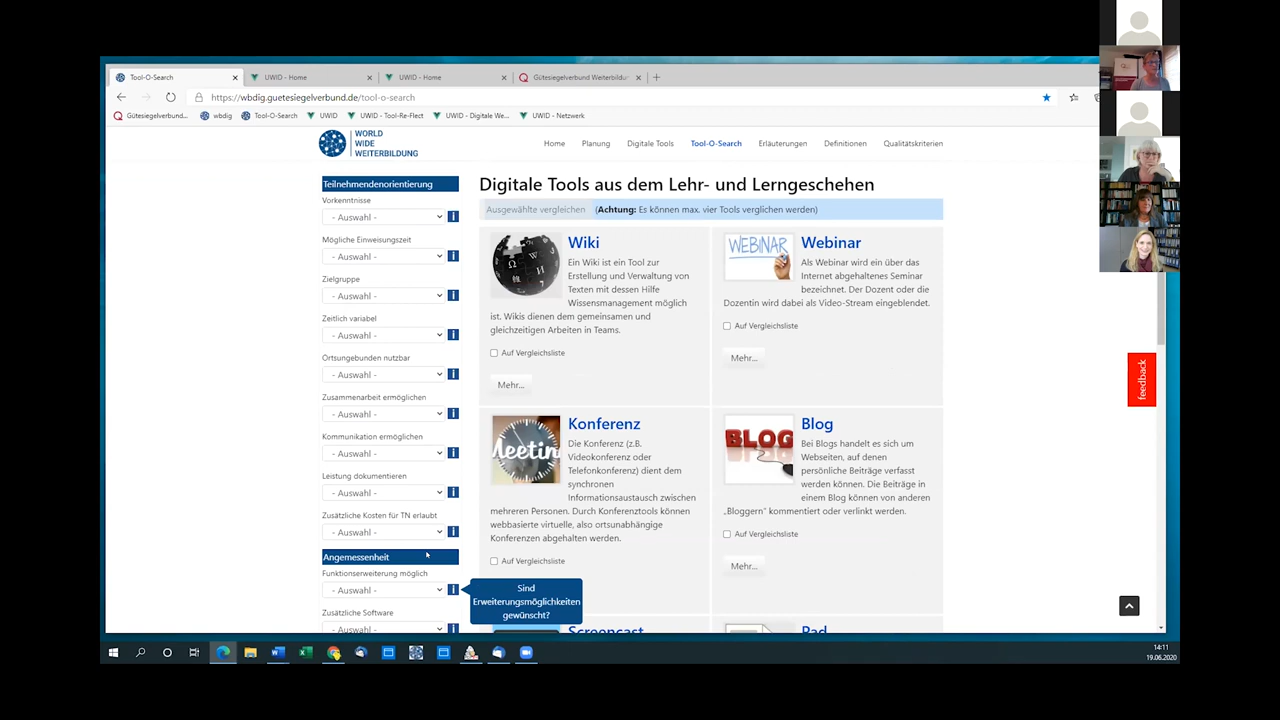 Tool-O-Search
UWID - Home
UWID - Home
Gütesiegelverbund Weiterbildu
https://wbdig.guetesiegelverbund.de/tool-o-search
Gütesiegelverbund...
wbdig
Tool-O-Search
UWID
UWID - Tool-Re-Flect
UWID - Digitale We...
UWID - Netzwerk
WORLD
WIDE
WEITERBILDUNG
Home
Planung
Digitale Tools
Tool-O-Search
Erläuterungen
Definitionen
Qualitätskriterien
Teilnehmendenorientierung
Vorkenntnisse
- Auswahl -
Mögliche Einweisungszeit
- Auswahl -
Zielgruppe
- Auswahl -
Zeitlich variabel
- Auswahl -
Ortsungebunden nutzbar
- Auswahl -
Zusammenarbeit ermöglichen
- Auswahl -
Kommunikation ermöglichen
- Auswahl -
Leistung dokumentieren
- Auswahl -
Zusätzliche Kosten für TN erlaubt
- Auswahl -
Angemessenheit
Funktionserweiterung möglich
- Auswahl -
Zusätzliche Software
- Auswahl -
Sind
Erweiterungsmöglichkeiten
gewünscht?
Digitale Tools aus dem Lehr- und Lerngeschehen
Ausgewählte vergleichen (Achtung: Es können max. vier Tools verglichen werden)
Wiki
Ein Wiki ist ein Tool zur
Erstellung und Verwaltung von
Texten mit dessen Hilfe
Wissensmanagement möglich
ist. Wikis dienen dem gemeinsamen und
gleichzeitigen Arbeiten in Teams.
Auf Vergleichsliste
Mehr...
WEBINAR
Webinar
Als Webinar wird ein über das
Internet abgehaltenes Seminar
bezeichnet. Der Dozent oder die
Dozentin wird dabei als Video-Stream eingeblendet.
Auf Vergleichsliste
Mehr...
Meetin
Konferenz
Die Konferenz (z.B.
Videokonferenz oder
Telefonkonferenz) dient dem
synchronen
Informationsaustausch zwischen
mehreren Personen. Durch Konferenztools können
webbasierte virtuelle, also ortsunabhängige
Konferenzen abgehalten werden.
Auf Vergleichsliste
BLOG
Blog
Bei Blogs handelt es sich um
Webseiten, auf denen
persönliche Beiträge verfasst
werden können. Die Beiträge in
einem Blog können von anderen
„Bloggern" kommentiert oder verlinkt werden.
Auf Vergleichsliste
Mehr...
Screencast
Pad
feedback
14:11
19.06.2020